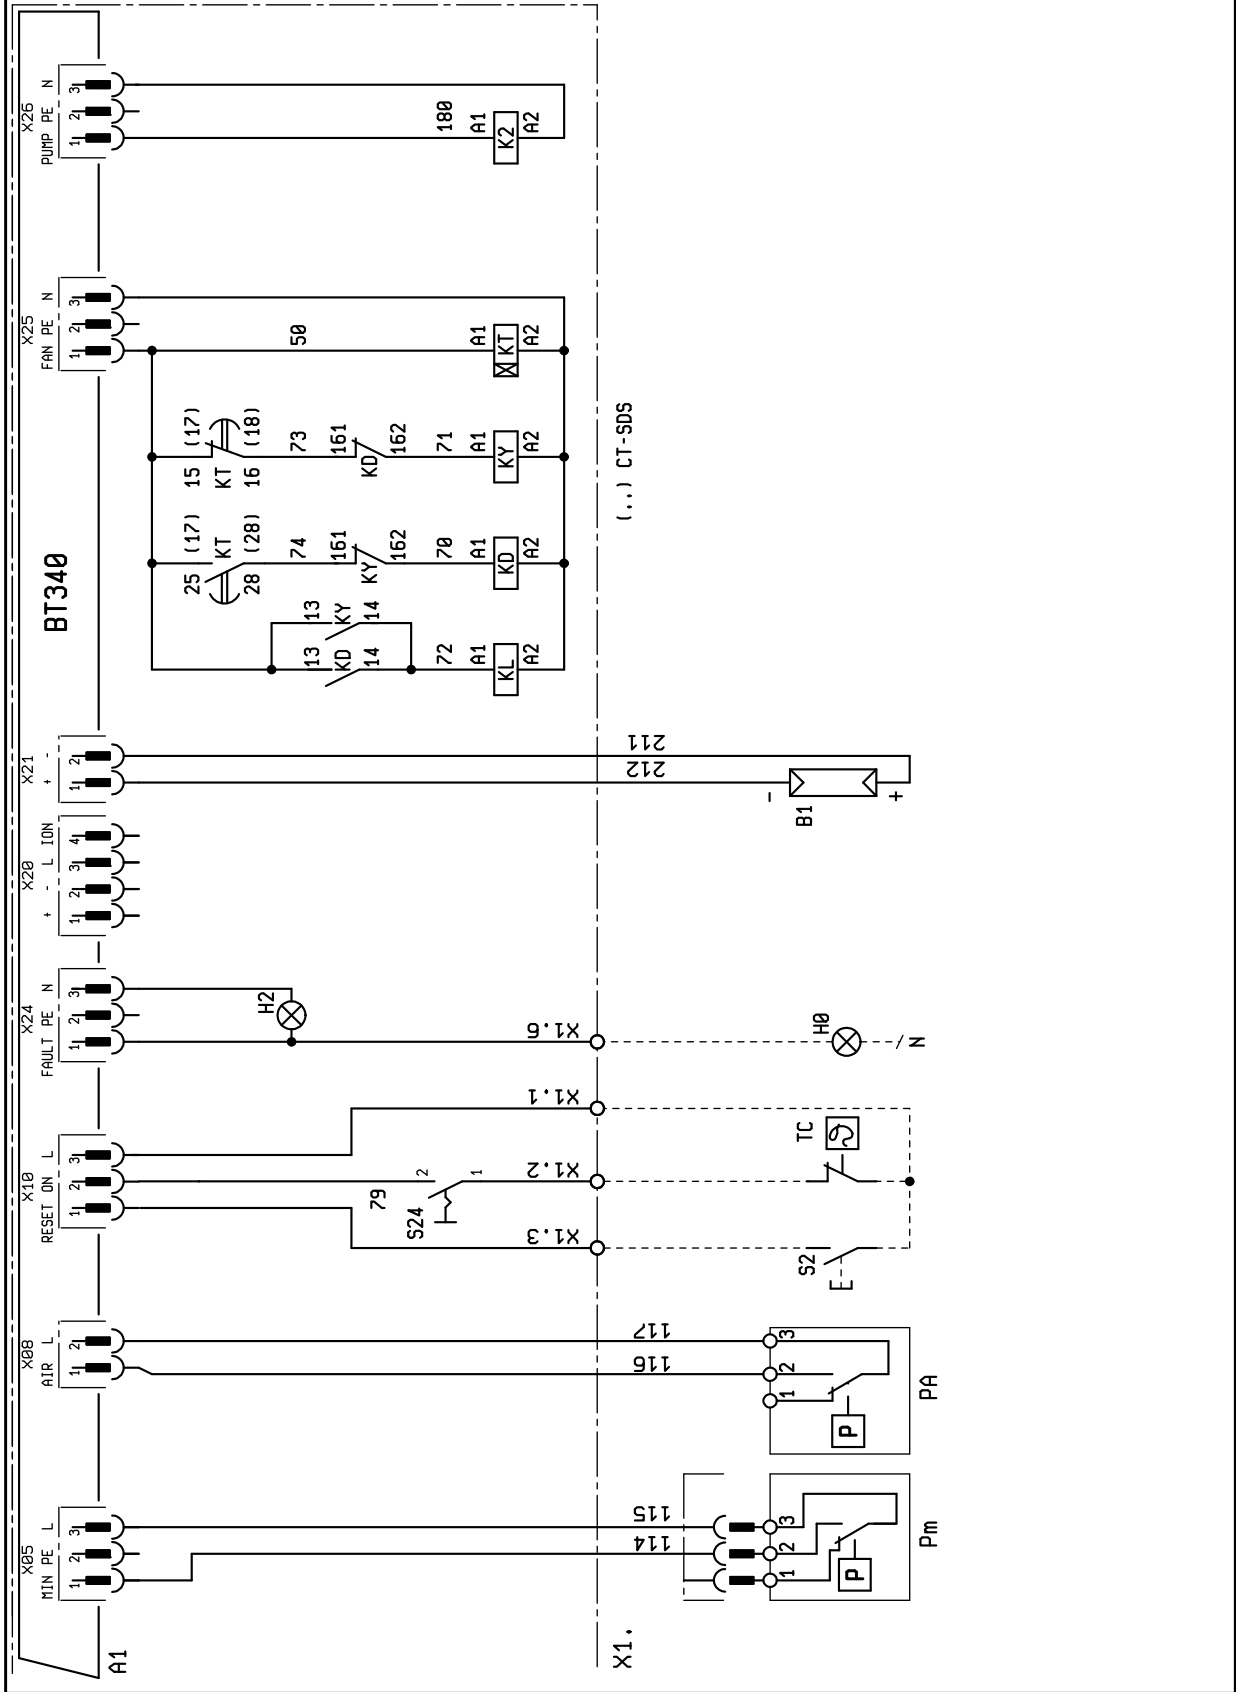 A1
BT340
X05
MIN PE L
1 2 3
X08
AIR L
1 2
X10
RESET ON L
1 2 3
X24
FAULT PE N
1 2 3
X20
+ - L ION
1 2 3 4
X21
+ -
1 2
X25
FAN PE N
1 2 3
X26
PUMP PE N
1 2 3
H2
79
S24
2
1
13 KD 14
13 KY 14
72
A1 KL A2
25 (17)
KT
28 (28)
74
161 KY 162
70
A1 KD A2
15 (17)
KT
16 (18)
73
161 KD 162
71
A1 KY A2
50
A1 KT A2
180
A1 K2 A2
X1.
114
115
116
117
X1.3
X1.2
X1.1
X1.6
212
211
(..) CT-SDS
1 2 3
P
Pm
1 2 3
P
PA
S2
TC
H0
N
B1
-
+